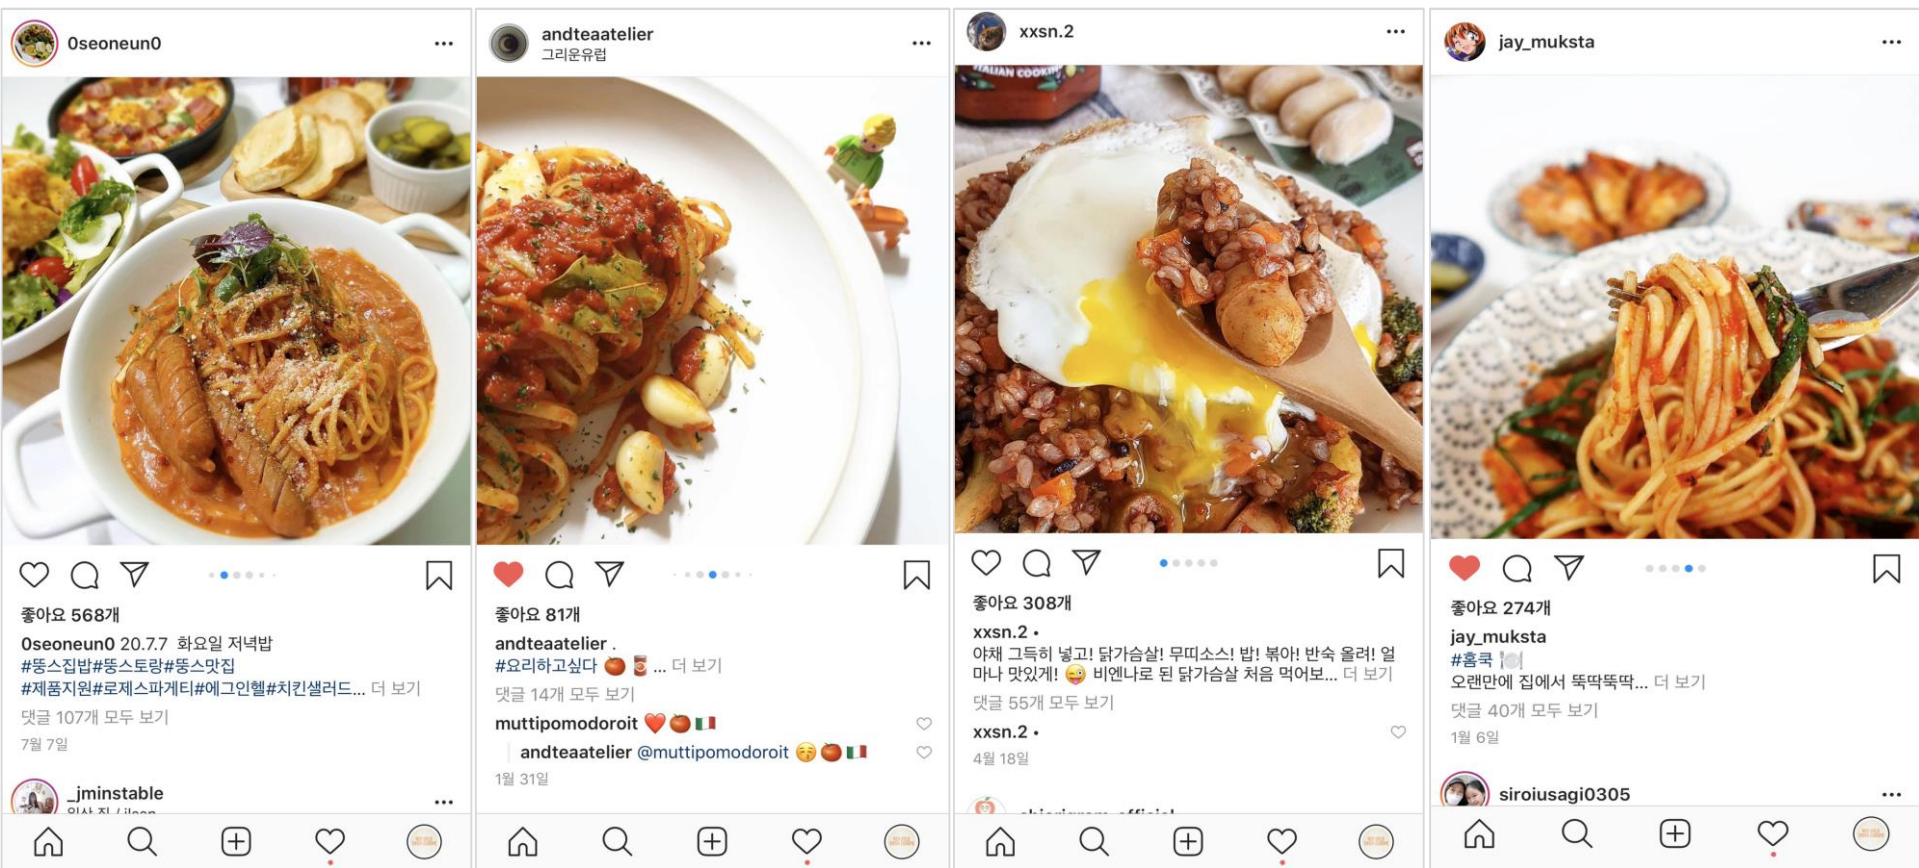 0seoneun0
좋아요 568개
0seoneun0 20.7.7 화요일 저녁밥
#뚱스집밥#뚱스토랑#뚱스맛집
#제품지원#로제스파게티#에그인헬#치킨샐러드... 더 보기
댓글 107개 모두 보기
7월 7일
_jminstable
andteaatelier
그리운유럽
좋아요 81개
andteaatelier .
#요리하고싶다 🍅 🥫 ... 더 보기
댓글 14개 모두 보기
muttipomodoroit ❤️🍅🇮🇹
andteaatelier @muttipomodoroit 😚🍅🇮🇹
1월 31일
xxsn.2
ITALIAN COOKIN
좋아요 308개
xxsn.2 •
야채 그득히 넣고! 닭가슴살! 무띠소스! 밥! 볶아! 반숙 올려! 얼
마나 맛있게! 😜 비엔나로 된 닭가슴살 처음 먹어보... 더 보기
댓글 55개 모두 보기
xxsn.2 •
4월 18일
jay_muksta
좋아요 274개
jay_muksta
#홈쿡 🍽️
오랜만에 집에서 뚝딱뚝딱... 더 보기
댓글 40개 모두 보기
1월 6일
siroiusagi0305